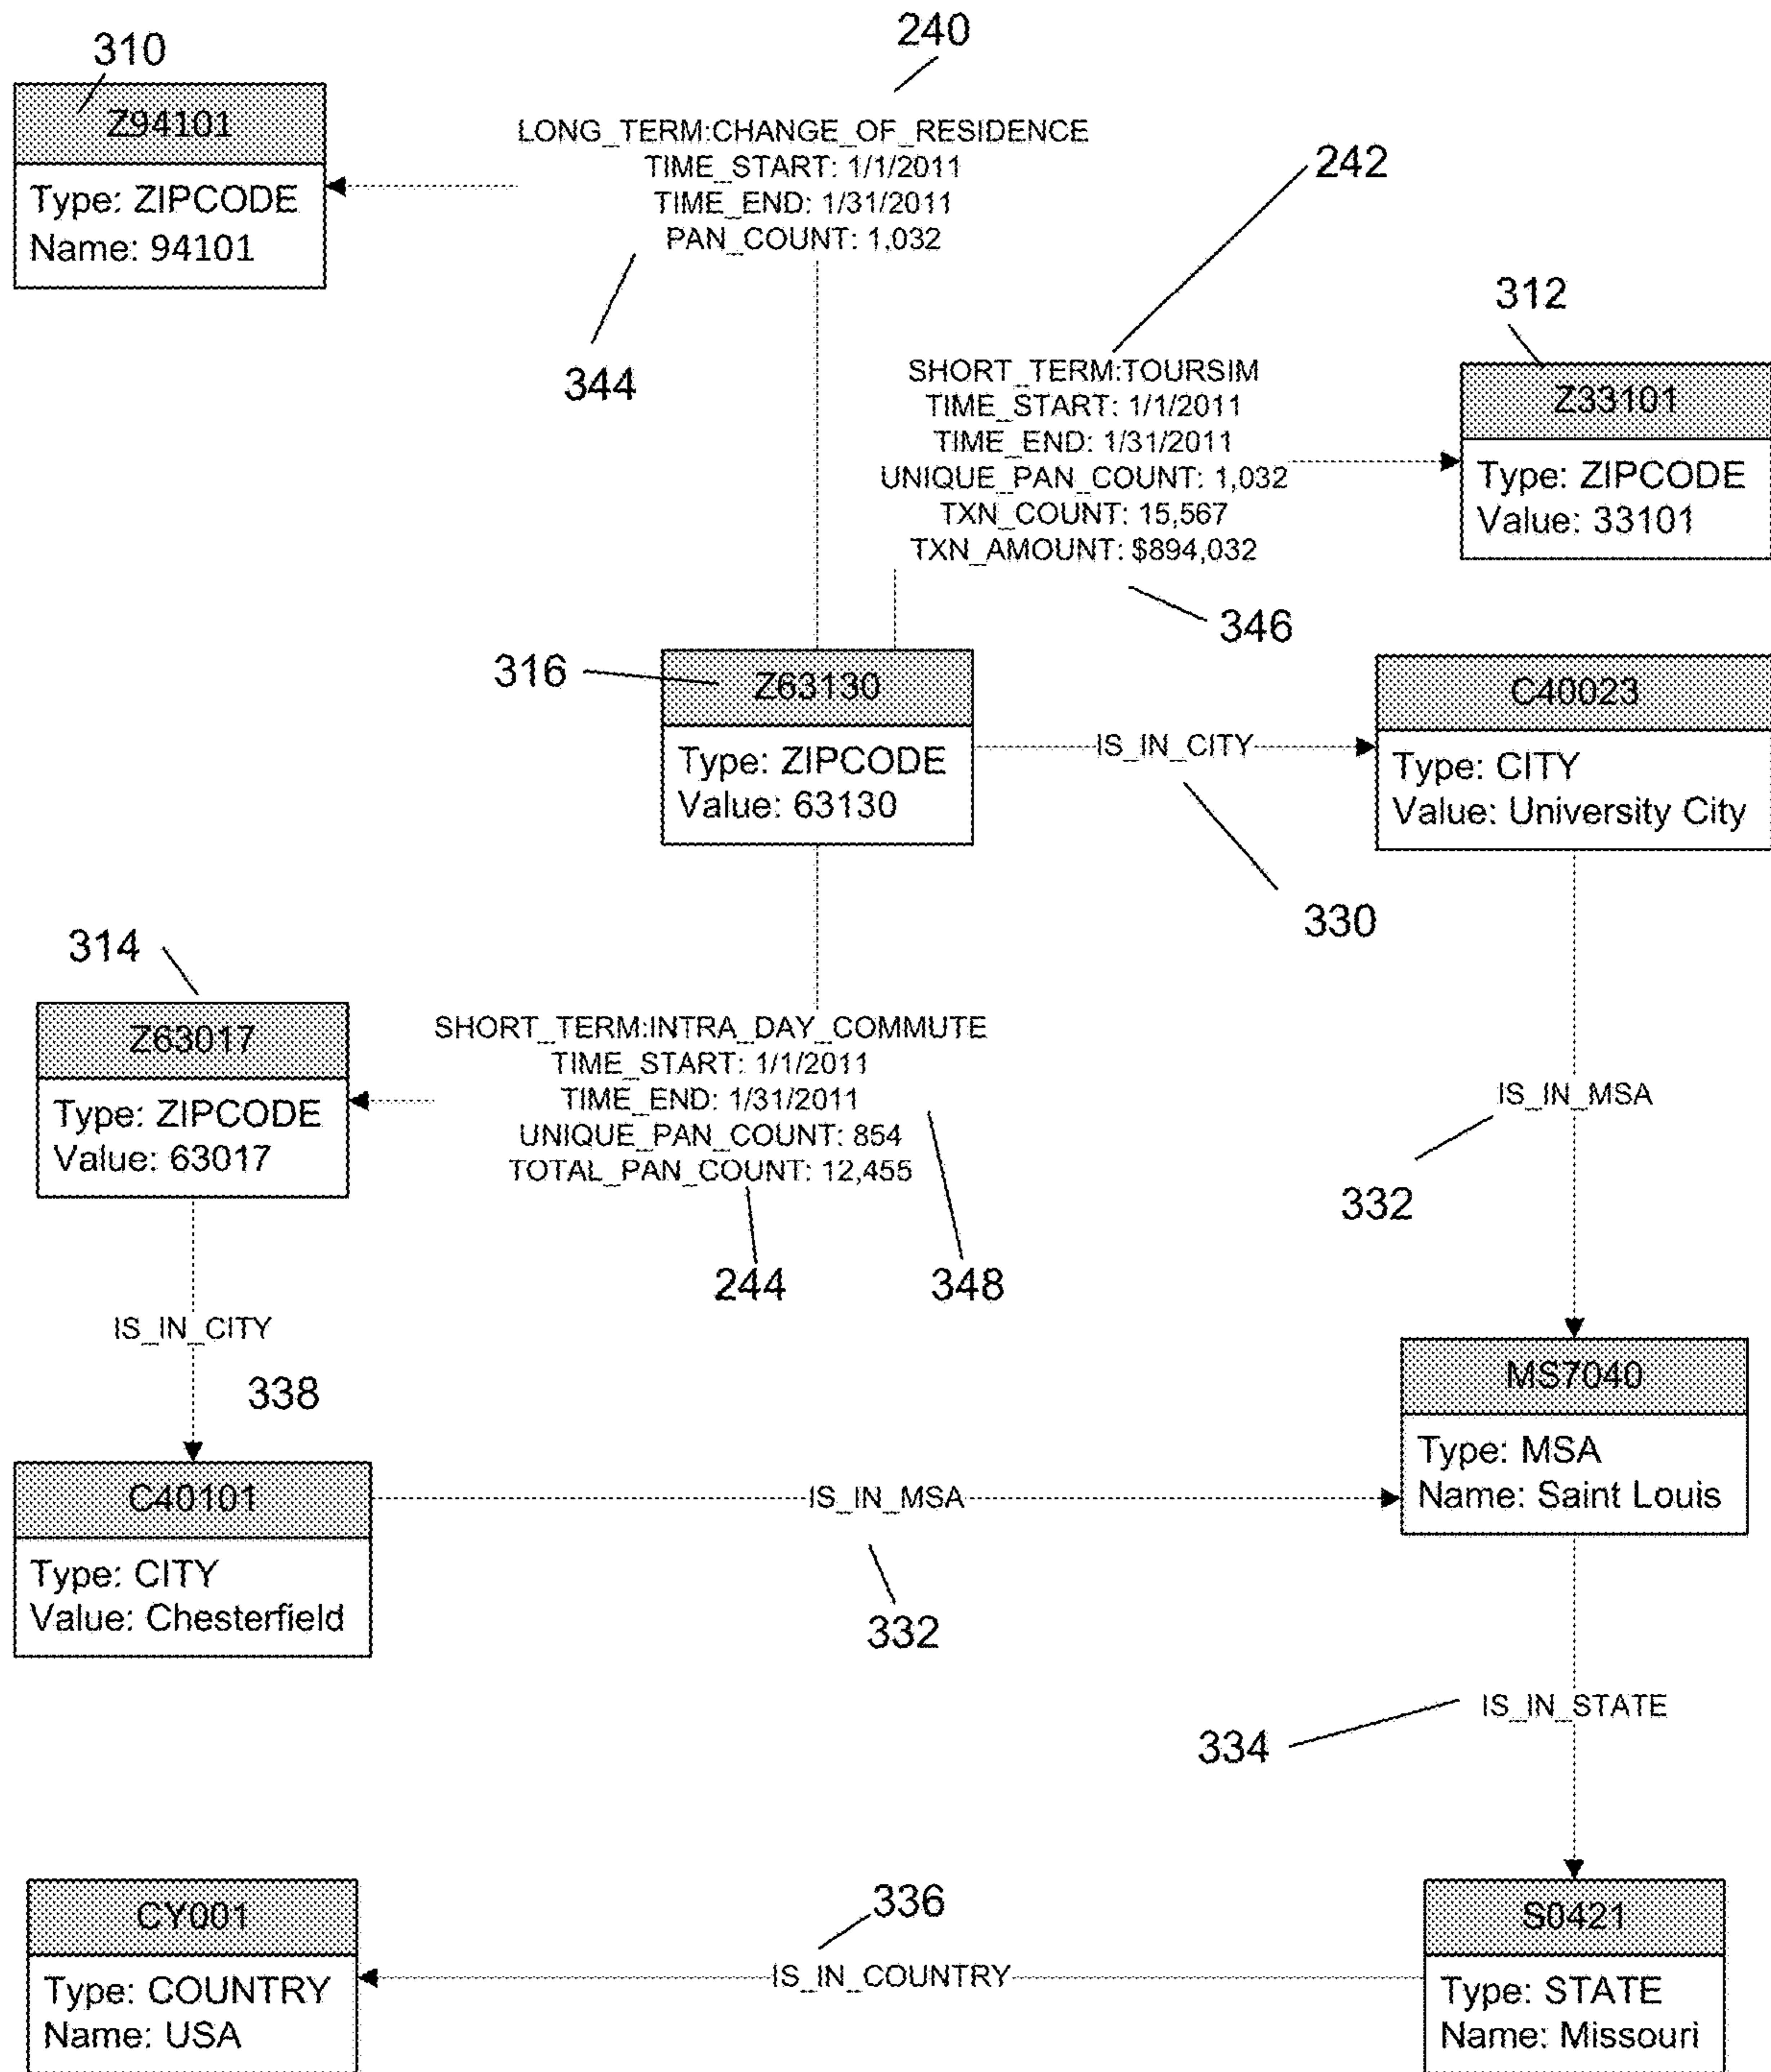 240
310
Z94101
Type: ZIPCODE
Name: 94101
LONG_TERM:CHANGE_OF_RESIDENCE
TIME_START: 1/1/2011
TIME_END: 1/31/2011
PAN_COUNT: 1,032
344
242
SHORT_TERM:TOURSIM
TIME_START: 1/1/2011
TIME_END: 1/31/2011
UNIQUE_PAN_COUNT: 1,032
TXN_COUNT: 15,567
TXN_AMOUNT: $894,032
346
312
Z33101
Type: ZIPCODE
Value: 33101
316
Z63130
Type: ZIPCODE
Value: 63130
IS_IN_CITY
330
C40023
Type: CITY
Value: University City
314
Z63017
Type: ZIPCODE
Value: 63017
SHORT_TERM:INTRA_DAY_COMMUTE
TIME_START: 1/1/2011
TIME_END: 1/31/2011
UNIQUE_PAN_COUNT: 854
TOTAL_PAN_COUNT: 12,455
244
348
IS_IN_MSA
332
IS_IN_CITY
338
C40101
Type: CITY
Value: Chesterfield
IS_IN_MSA
332
MS7040
Type: MSA
Name: Saint Louis
IS_IN_STATE
334
CY001
Type: COUNTRY
Name: USA
336
IS_IN_COUNTRY
S0421
Type: STATE
Name: Missouri